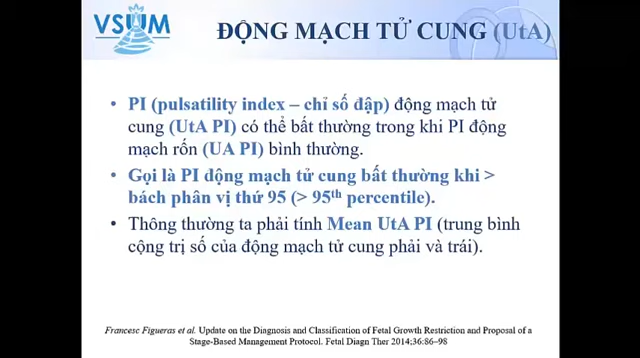 VSUM
ĐỘNG MẠCH TỬ CUNG (UtA)
• PI (pulsatility index – chỉ số đập) động mạch tử
cung (UtA PI) có thể bất thường trong khi PI động
mạch rốn (UA PI) bình thường.
• Gọi là PI động mạch tử cung bất thường khi >
bách phân vị thứ 95 (> 95th percentile).
• Thông thường ta phải tính Mean UtA PI (trung bình
cộng trị số của động mạch tử cung phải và trái).
Francesc Figueras et al. Update on the Diagnosis and Classification of Fetal Growth Restriction and Proposal of a
Stage-Based Management Protocol. Fetal Diagn Ther 2014;36:86–98